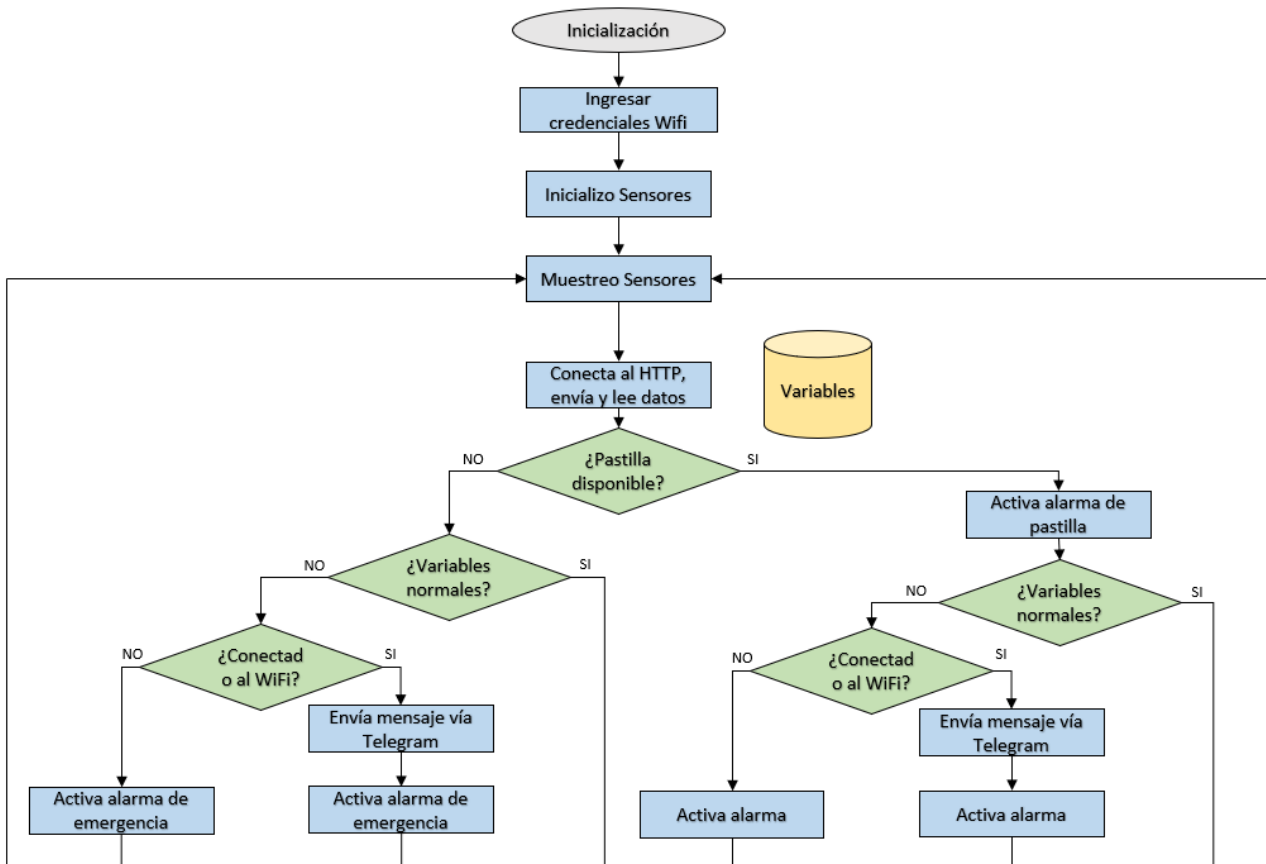 Inicialización
Ingresar
credenciales Wifi
Inicializo Sensores
Muestreo Sensores
Conecta al HTTP,
envía y lee datos
Variables
¿Pastilla
disponible?
NO
SI
Activa alarma de
pastilla
¿Variables
normales?
NO
SI
¿Variables
normales?
NO
SI
¿Conectad
o al WiFi?
NO
SI
¿Conectad
o al WiFi?
NO
SI
Envía mensaje vía
Telegram
Envía mensaje vía
Telegram
Activa alarma de
emergencia
Activa alarma de
emergencia
Activa alarma
Activa alarma